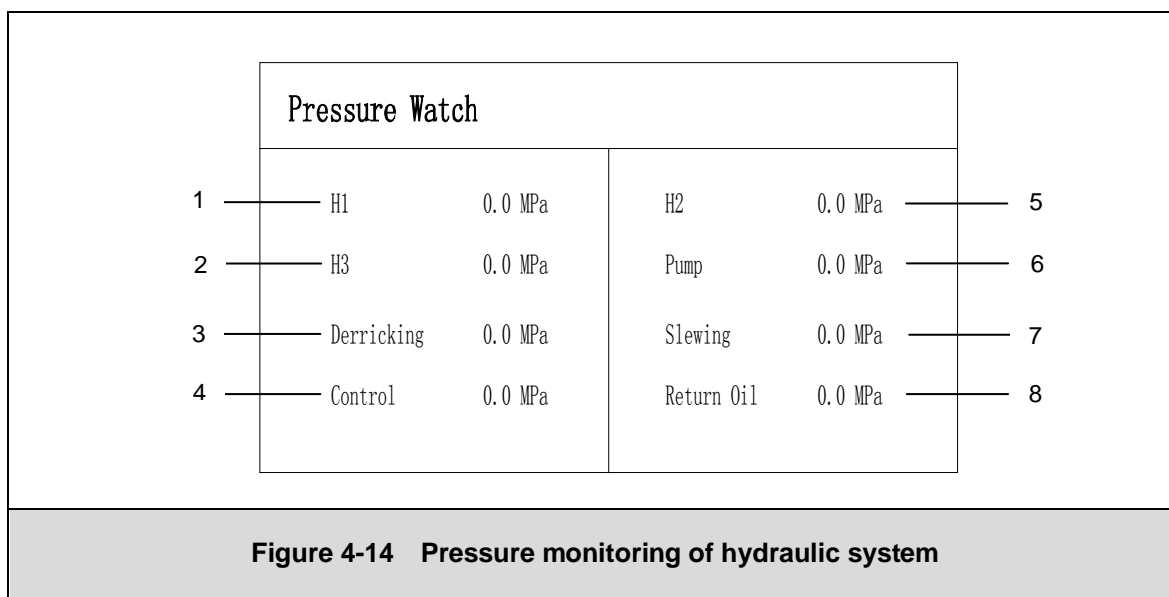 Pressure Watch
1 H1 0.0 MPa H2 0.0 MPa 5
2 H3 0.0 MPa Pump 0.0 MPa 6
3 Derricking 0.0 MPa Slewing 0.0 MPa 7
4 Control 0.0 MPa Return Oil 0.0 MPa 8
Figure 4-14 Pressure monitoring of hydraulic system